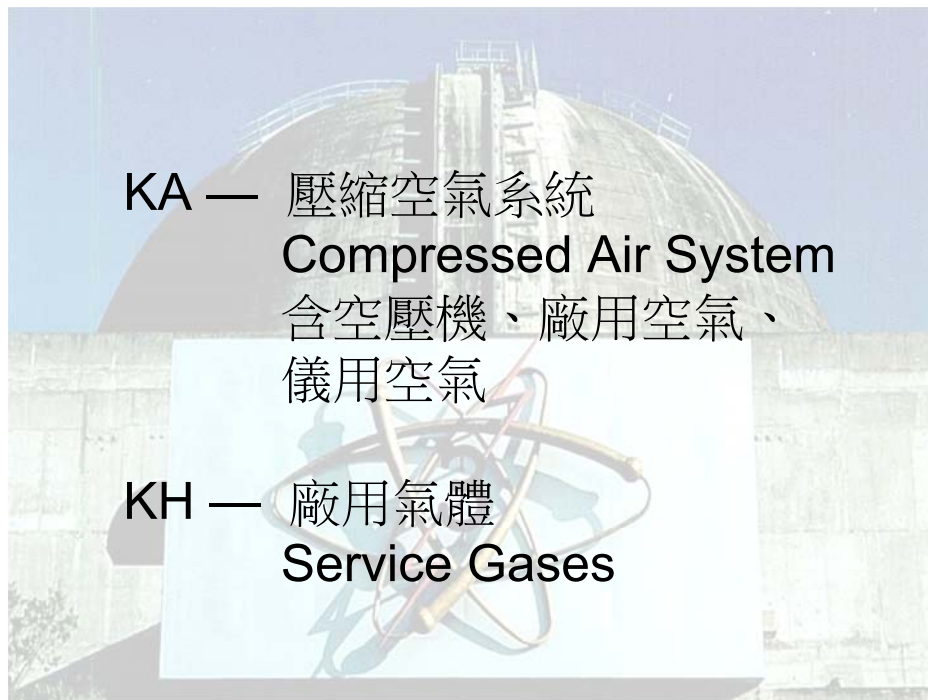 KA — 壓縮空氣系統
Compressed Air System
含空壓機、廠用空氣、
儀用空氣
KH — 廠用氣體
Service Gases